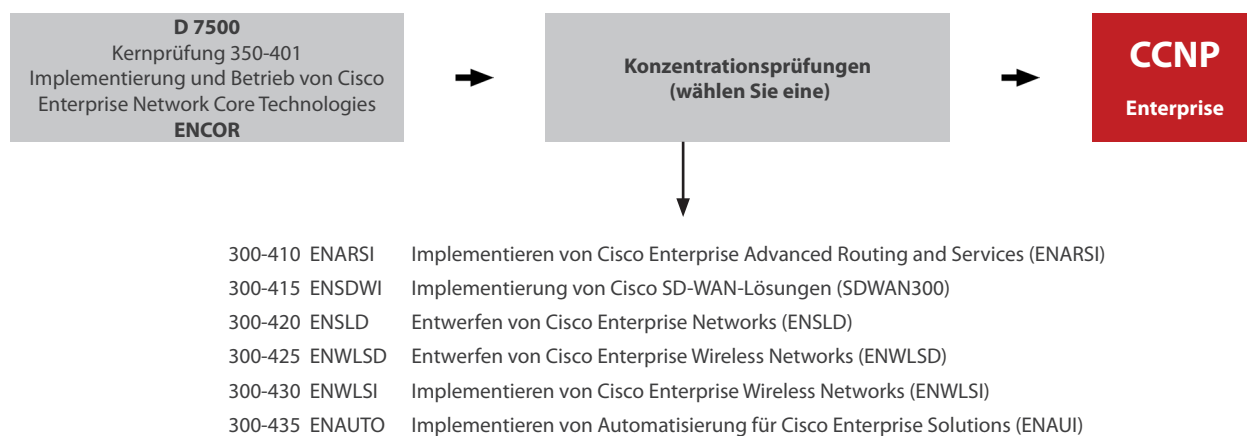 D 7500
Kernprüfung 350-401
Implementierung und Betrieb von Cisco
Enterprise Network Core Technologies
ENCOR
Konzentrationsprüfungen
(wählen Sie eine)
CCNP
Enterprise
300-410 ENARSI Implementieren von Cisco Enterprise Advanced Routing and Services (ENARSI)
300-415 ENSDWI Implementierung von Cisco SD-WAN-Lösungen (SDWAN300)
300-420 ENSLD Entwerfen von Cisco Enterprise Networks (ENSLD)
300-425 ENWLSD Entwerfen von Cisco Enterprise Wireless Networks (ENWLSD)
300-430 ENWLSI Implementieren von Cisco Enterprise Wireless Networks (ENWLSI)
300-435 ENAUTO Implementieren von Automatisierung für Cisco Enterprise Solutions (ENAUI)